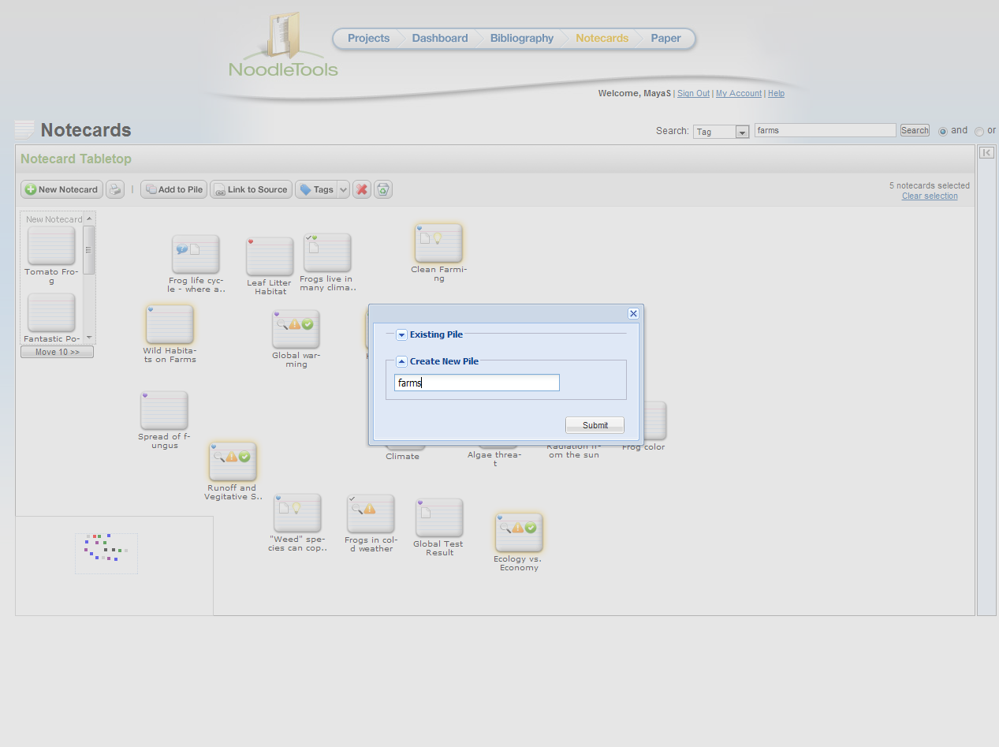 Projects
Dashboard
Bibliography
Notecards
Paper
NoodleTools
Welcome, MayaS | Sign Out | My Account | Help
Notecards
Search: Tag farms Search and or
Notecard Tabletop
New Notecard
Add to Pile
Link to Source
Tags
5 notecards selected
Clear selection
New Notecard
Tomato Fro-
g
Fantastic Po-
Move 10 >>
Frog life cyc-
le - where a..
Leaf Litter
Habitat
Frogs live in
many clima..
Clean Farmi-
ng
Wild Habita-
ts on Farms
Global war-
ming
Existing Pile
Create New Pile
farms
Submit
Spread of f-
ungus
Climate
Algae threa-
t
Radiation fr-
om the sun
Frog color
Runoff and
Vegitative S..
"Weed" spe-
cies can cop..
Frogs in col-
d weather
Global Test
Result
Ecology vs.
Economy